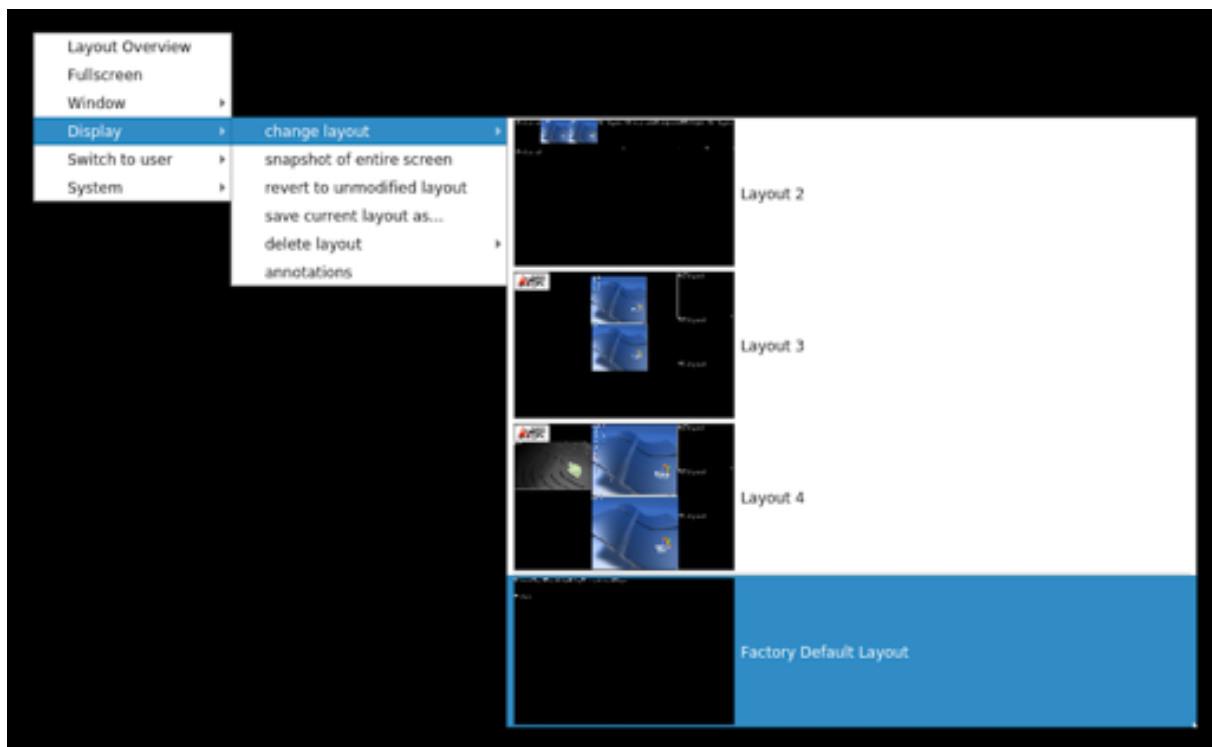 Layout Overview
Fullscreen
Window
Display
Switch to user
System
change layout
snapshot of entire screen
revert to unmodified layout
save current layout as...
delete layout
annotations
Layout 2
Layout 3
Layout 4
Factory Default Layout